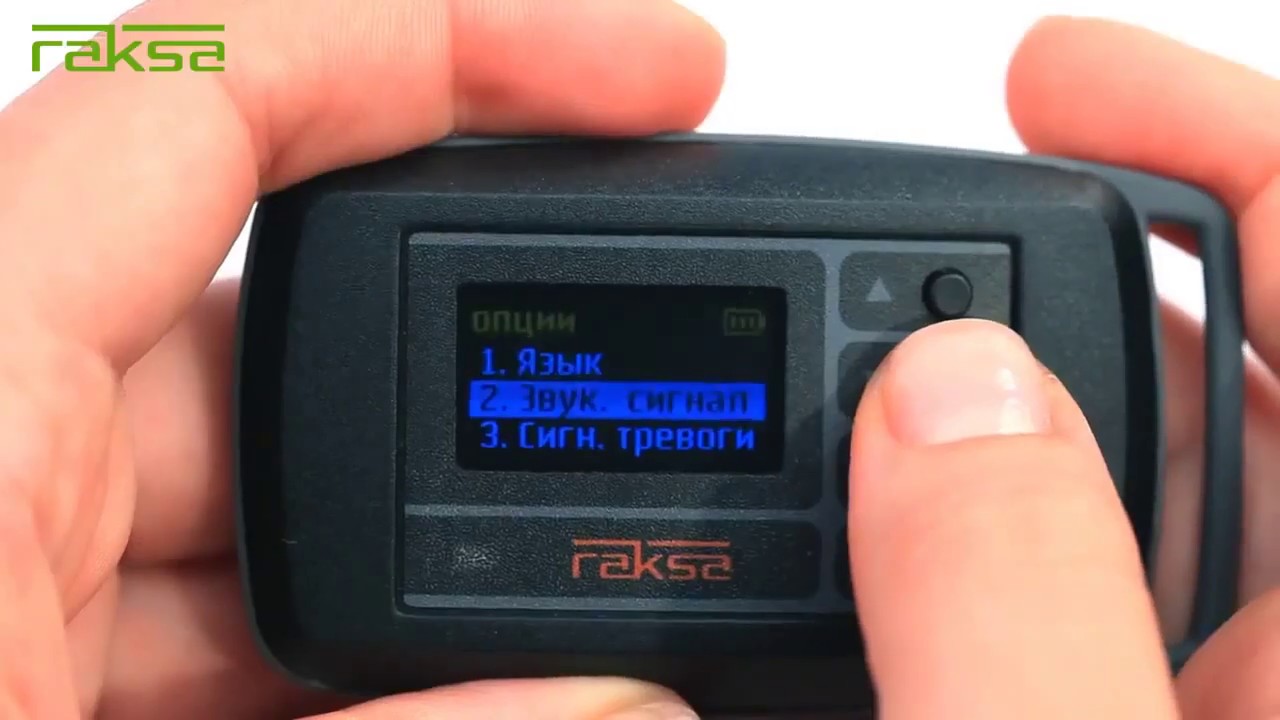 raksa
опции
1. Язык
2. Звук. сигнал
3. Сигн. тревоги
raksa